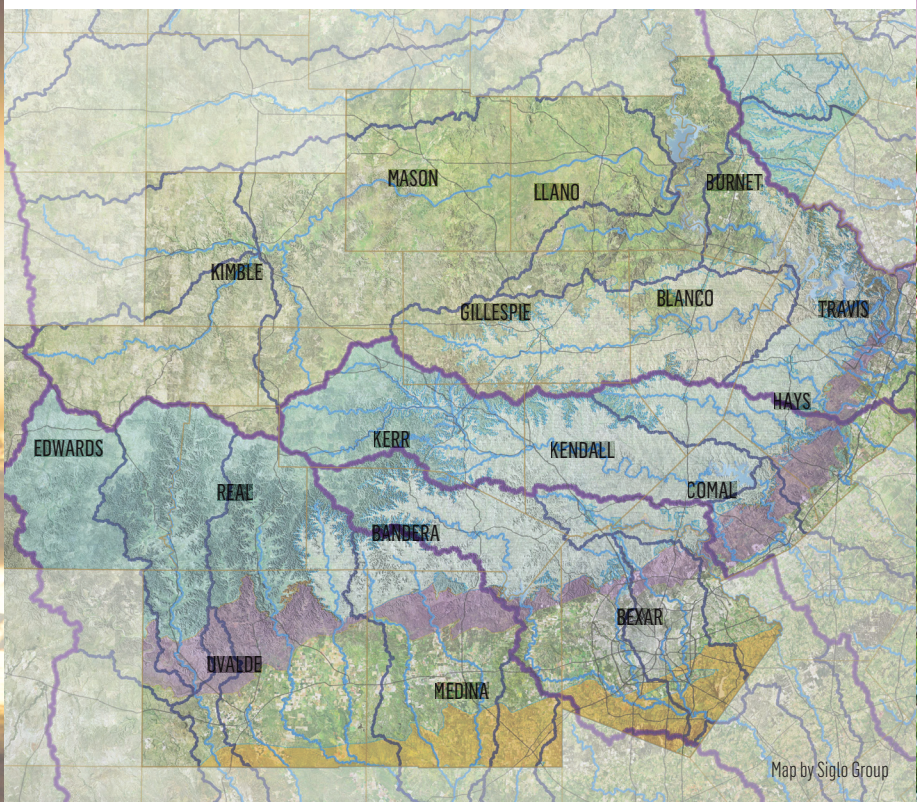 MASON
BURNET
LLANO
KIMBLE
BLANCO
GILLESPIE
TRAVIS
HAYS
KERR
EDWARDS
KENDALL
REAL
COMAL
BANDERA
BEXAR
UVALDE
MEDINA
Map by Siglo Group